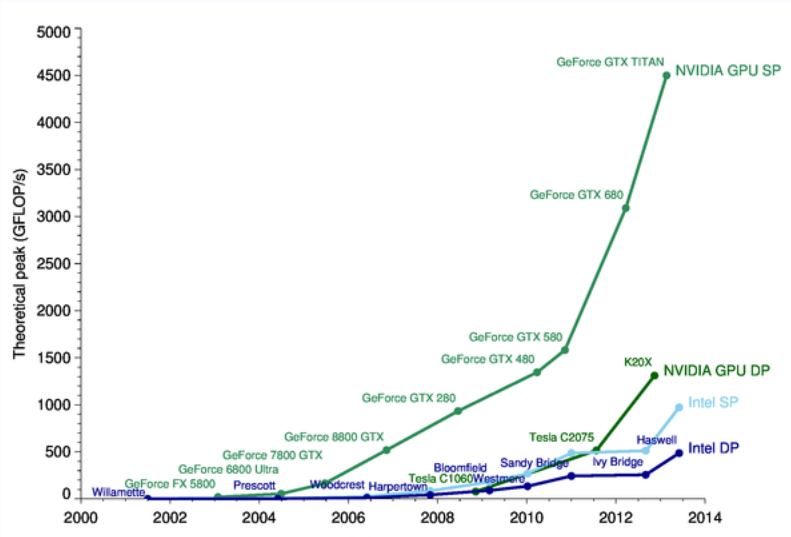 5000
4500
4000
3500
3000
2500
2000
1500
1000
500
0
Theoretical peak (GFLOP/s)
2000 2002 2004 2006 2008 2010 2012 2014
GeForce GTX TITAN
NVIDIA GPU SP
GeForce GTX 680
GeForce GTX 580
GeForce GTX 480
GeForce GTX 280
GeForce 8800 GTX
GeForce 7800 GTX
GeForce 6800 Ultra
GeForce FX 5800
K20X
NVIDIA GPU DP
Tesla C2075
Tesla C1060
Intel SP
Haswell
Intel DP
Ivy Bridge
Sandy Bridge
Westmere
Bloomfield
Harpertown
Woodcrest
Prescott
Willamette